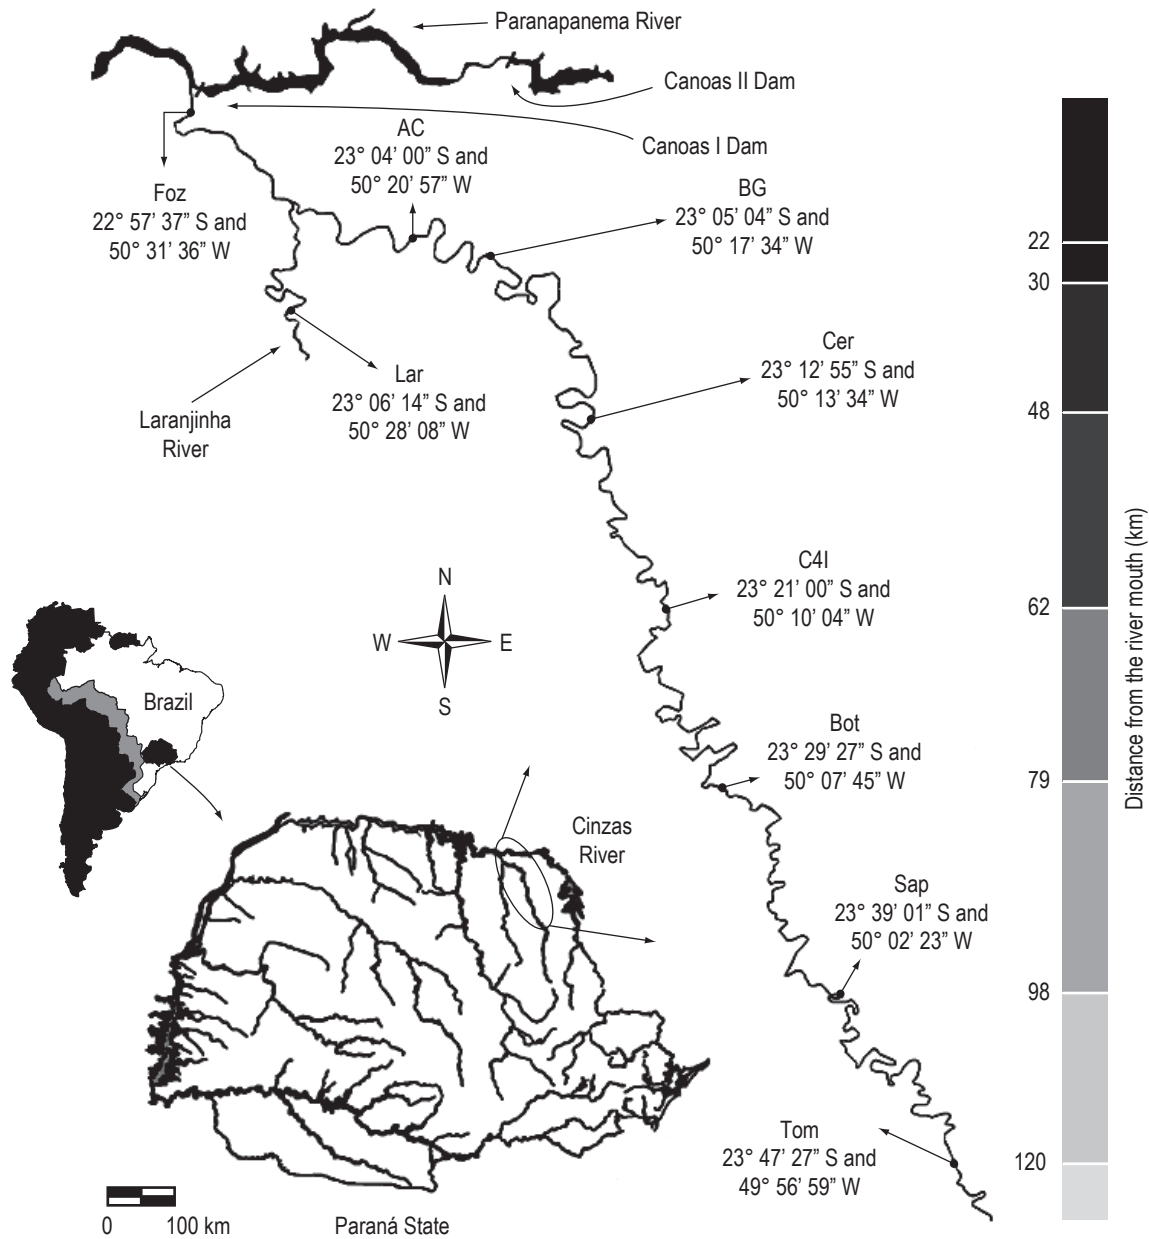 Paranapanema River
Canoas II Dam
Canoas I Dam
AC
23° 04’ 00” S and
50° 20’ 57” W
BG
23° 05’ 04” S and
50° 17’ 34” W
Foz
22° 57’ 37” S and
50° 31’ 36” W
22
30
Cer
23° 12’ 55” S and
50° 13’ 34” W
Lar
23° 06’ 14” S and
50° 28’ 08” W
Laranjinha
River
48
C4I
23° 21’ 00” S and
50° 10’ 04” W
62
N
W
E
S
Brazil
Bot
23° 29’ 27” S and
50° 07’ 45” W
79
Distance from the river mouth (km)
Cinzas
River
Sap
23° 39’ 01” S and
50° 02’ 23” W
98
Tom
23° 47’ 27” S and
49° 56’ 59” W
120
0
100 km
Paraná State